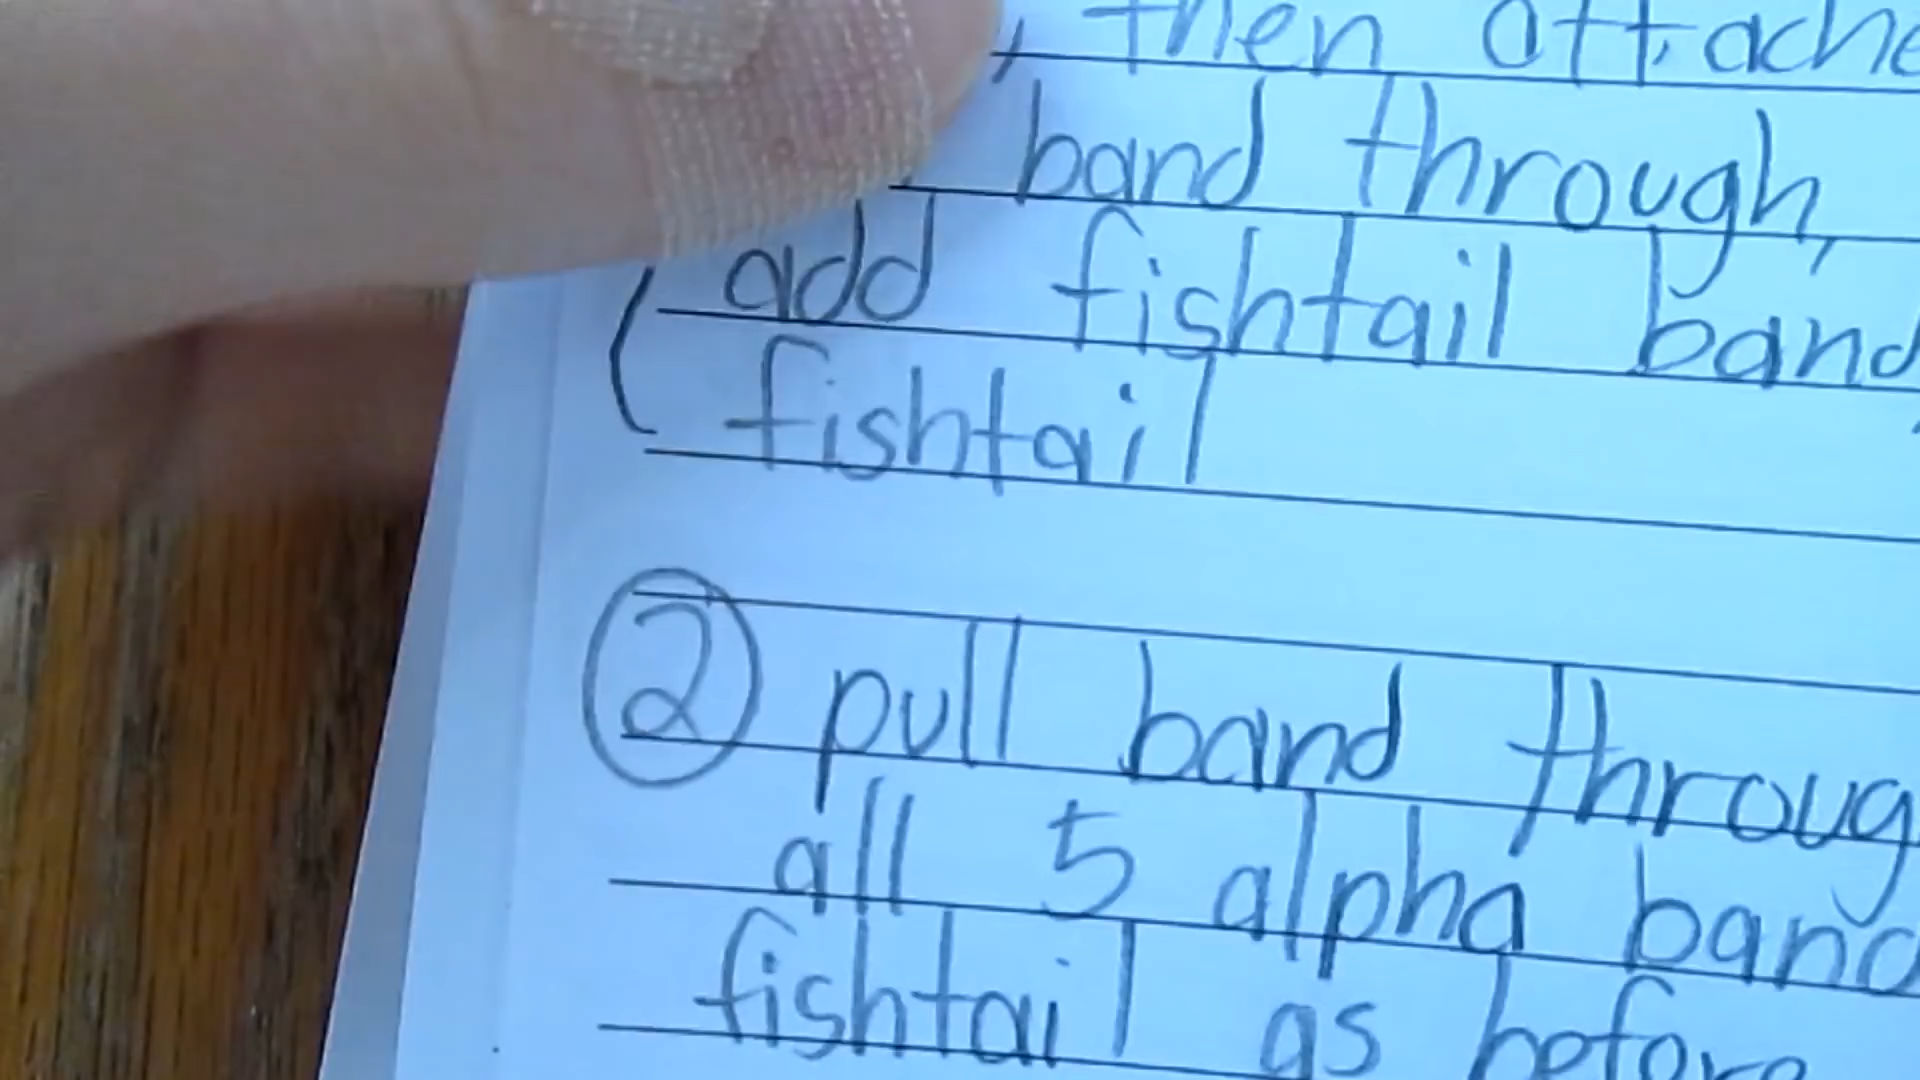 , then attache
band through,
(add fishtail band
fishtail
② pull band throug
all 5 alpha band
fishtail as before